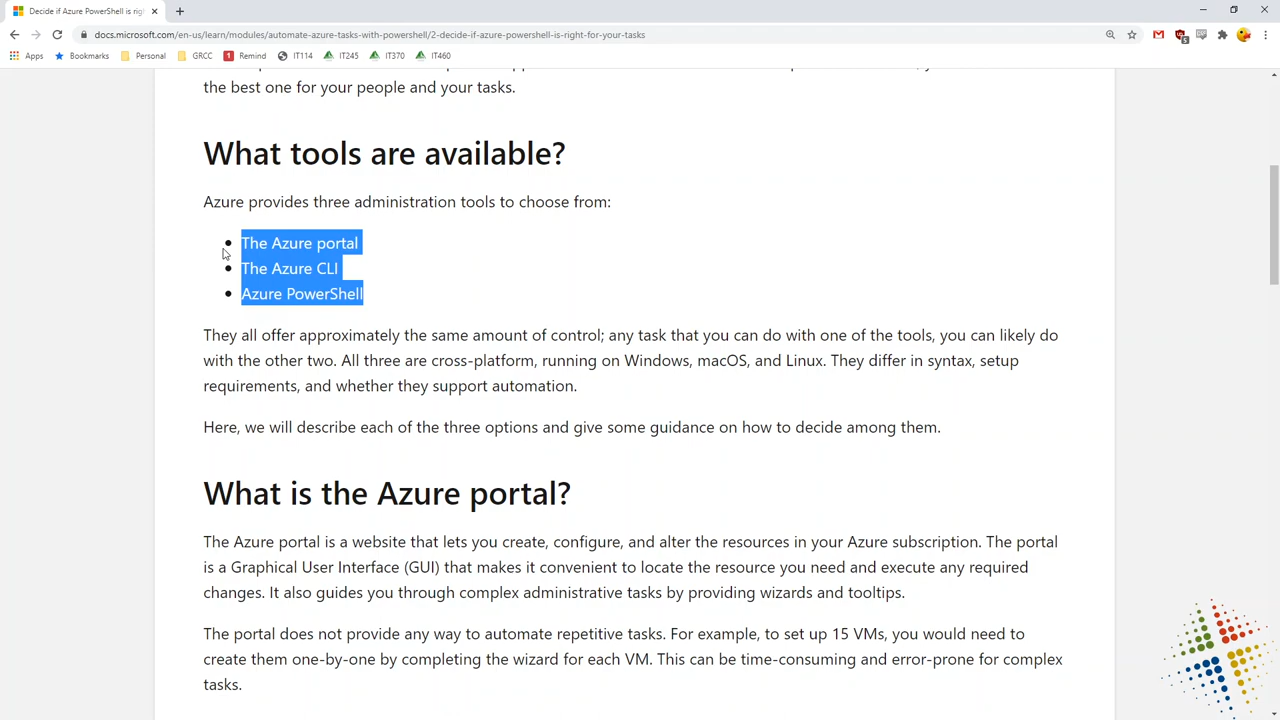 Decide if Azure PowerShell is righ
docs.microsoft.com/en-us/learn/modules/automate-azure-tasks-with-powershell/2-decide-if-azure-powershell-is-right-for-your-tasks
Apps Bookmarks Personal GRCC 1 Remind IT114 IT245 IT370 IT460
the best one for your people and your tasks.
What tools are available?
Azure provides three administration tools to choose from:
The Azure portal
The Azure CLI
Azure PowerShell
They all offer approximately the same amount of control; any task that you can do with one of the tools, you can likely do
with the other two. All three are cross-platform, running on Windows, macOS, and Linux. They differ in syntax, setup
requirements, and whether they support automation.
Here, we will describe each of the three options and give some guidance on how to decide among them.
What is the Azure portal?
The Azure portal is a website that lets you create, configure, and alter the resources in your Azure subscription. The portal
is a Graphical User Interface (GUI) that makes it convenient to locate the resource you need and execute any required
changes. It also guides you through complex administrative tasks by providing wizards and tooltips.
The portal does not provide any way to automate repetitive tasks. For example, to set up 15 VMs, you would need to
create them one-by-one by completing the wizard for each VM. This can be time-consuming and error-prone for complex
tasks.